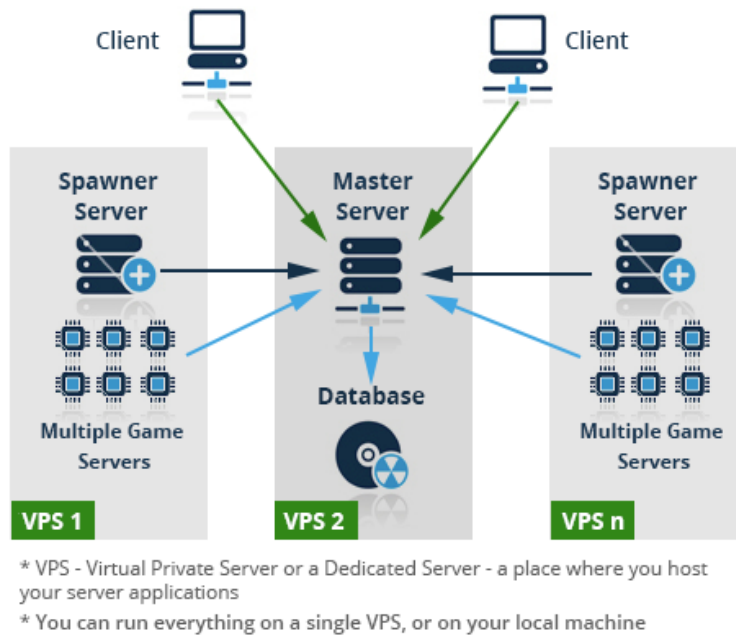 Client
Client
Spawner
Server
Multiple Game
Servers
VPS 1
Master
Server
Database
VPS 2
Spawner
Server
Multiple Game
Servers
VPS n
* VPS - Virtual Private Server or a Dedicated Server - a place where you host
your server applications
* You can run everything on a single VPS, or on your local machine